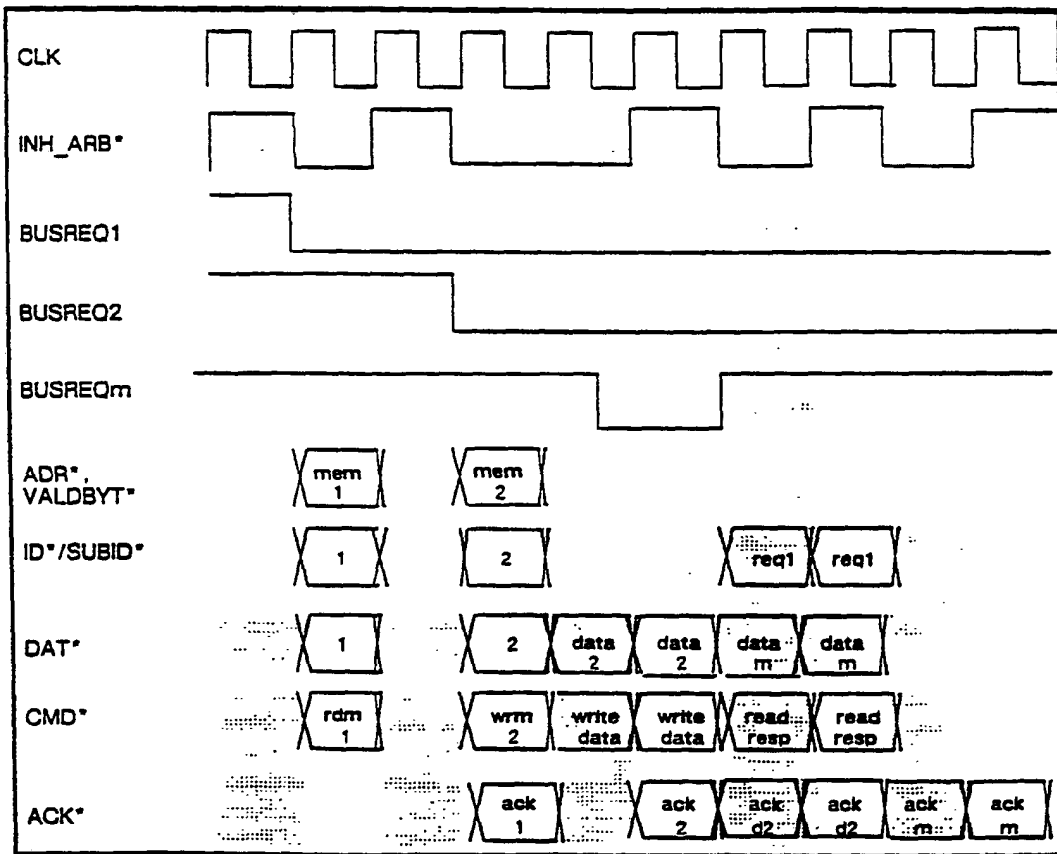 CLK
INH_ARB*
BUSREQ1
BUSREQ2
BUSREQm
ADR*,
VALDBYT*
mem mem
1 2
ID*/SUBID*
1 2 req1 req1
DAT*
1 2 data data data data
2 2 m m
CMD*
rdm wrm write write read read
1 2 data data resp resp
ACK*
ack ack ack ack ack ack
1 2 d2 d2 m m